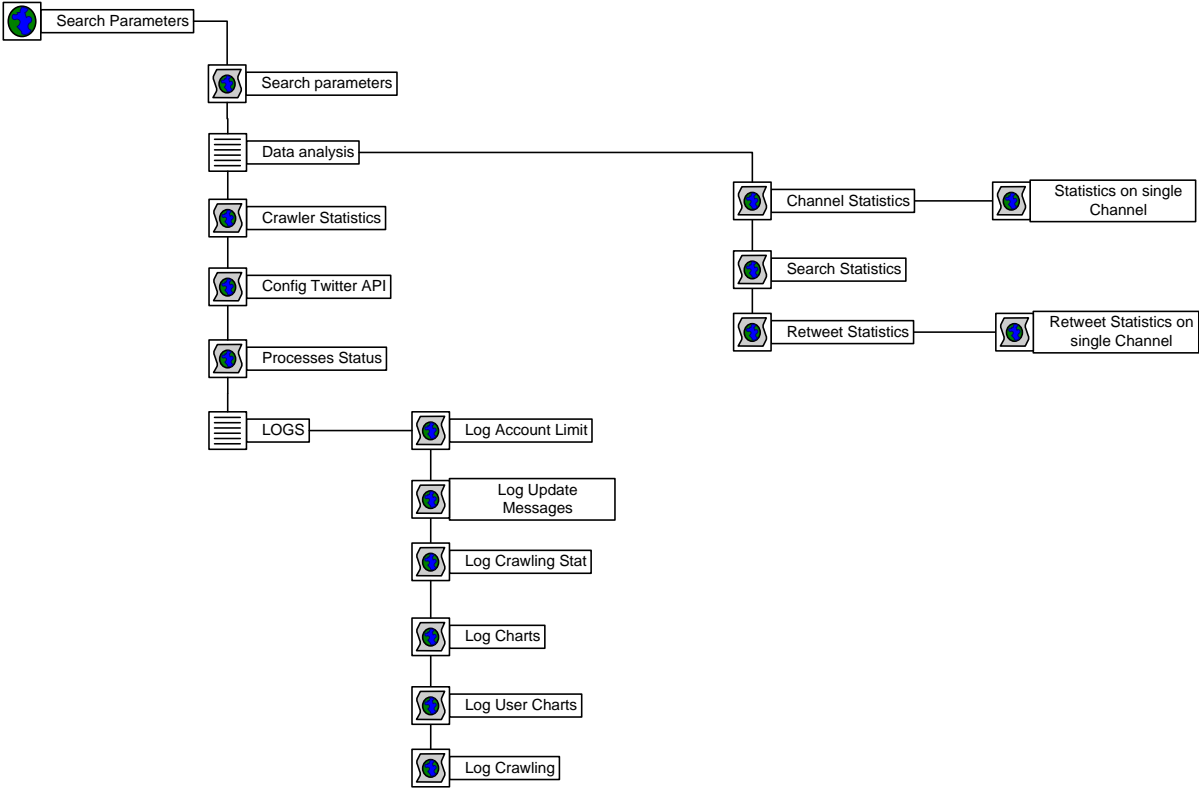 Search Parameters
Search parameters
Data analysis
Crawler Statistics
Config Twitter API
Processes Status
LOGS
Channel Statistics
Statistics on single
Channel
Search Statistics
Retweet Statistics
Retweet Statistics on
single Channel
Log Account Limit
Log Update
Messages
Log Crawling Stat
Log Charts
Log User Charts
Log Crawling